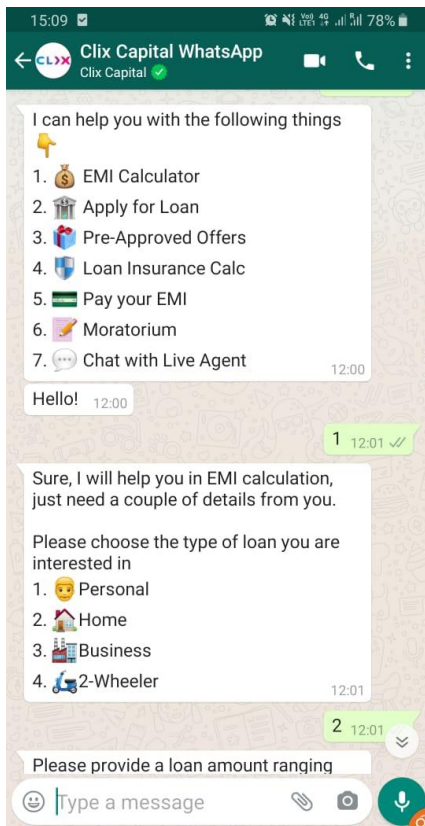 15:09 78%
CLIX
Clix Capital WhatsApp
Clix Capital
I can help you with the following things
1. EMI Calculator
2. Apply for Loan
3. Pre-Approved Offers
4. Loan Insurance Calc
5. Pay your EMI
6. Moratorium
7. Chat with Live Agent
12:00
Hello! 12:00
1 12:01
Sure, I will help you in EMI calculation,
just need a couple of details from you.
Please choose the type of loan you are
interested in
1. Personal
2. Home
3. Business
4. 2-Wheeler
12:01
2 12:01
Please provide a loan amount ranging
Type a message